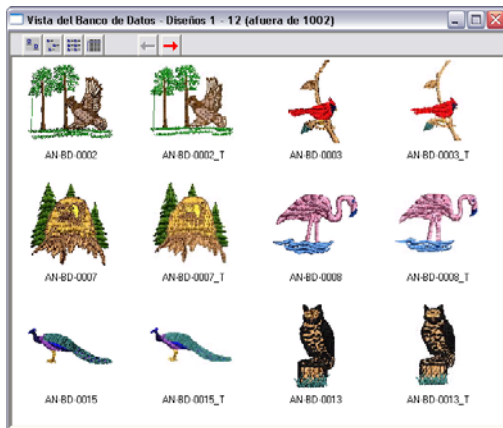 Vista del Banco de Datos - Diseños 1 - 12 (afuera de 1002)
AN-BD-0002 AN-BD-0002_T AN-BD-0003 AN-BD-0003_T
AN-BD-0007 AN-BD-0007_T AN-BD-0008 AN-BD-0008_T
AN-BD-0015 AN-BD-0015_T AN-BD-0013 AN-BD-0013_T